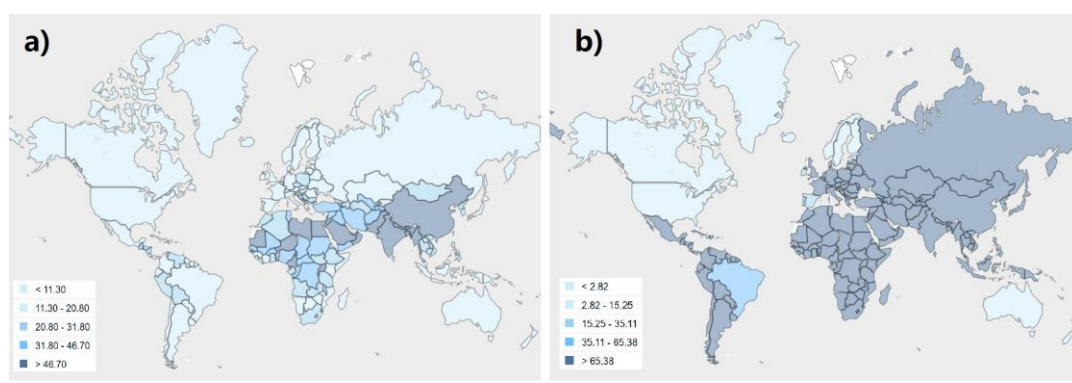 a)
< 11.30
11.30 - 20.80
20.80 - 31.80
31.80 - 46.70
> 46.70
b)
< 2.82
2.82 - 15.25
15.25 - 35.11
35.11 - 65.38
> 65.38